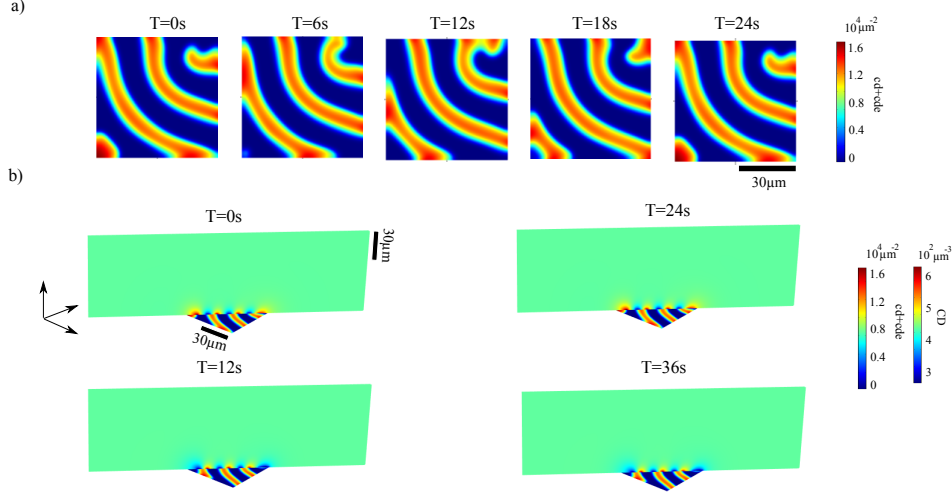 a)
T=0s T=6s T=12s T=18s T=24s
10⁴µm⁻²
1.6
1.2
0.8
0.4
0
cd+cde
30µm
b)
T=0s T=24s
30µm
30µm
10⁴µm⁻² 10²µm⁻³
1.6
1.2
0.8
0.4
0
cd+cde
6
5
4
3
CD
T=12s T=36s